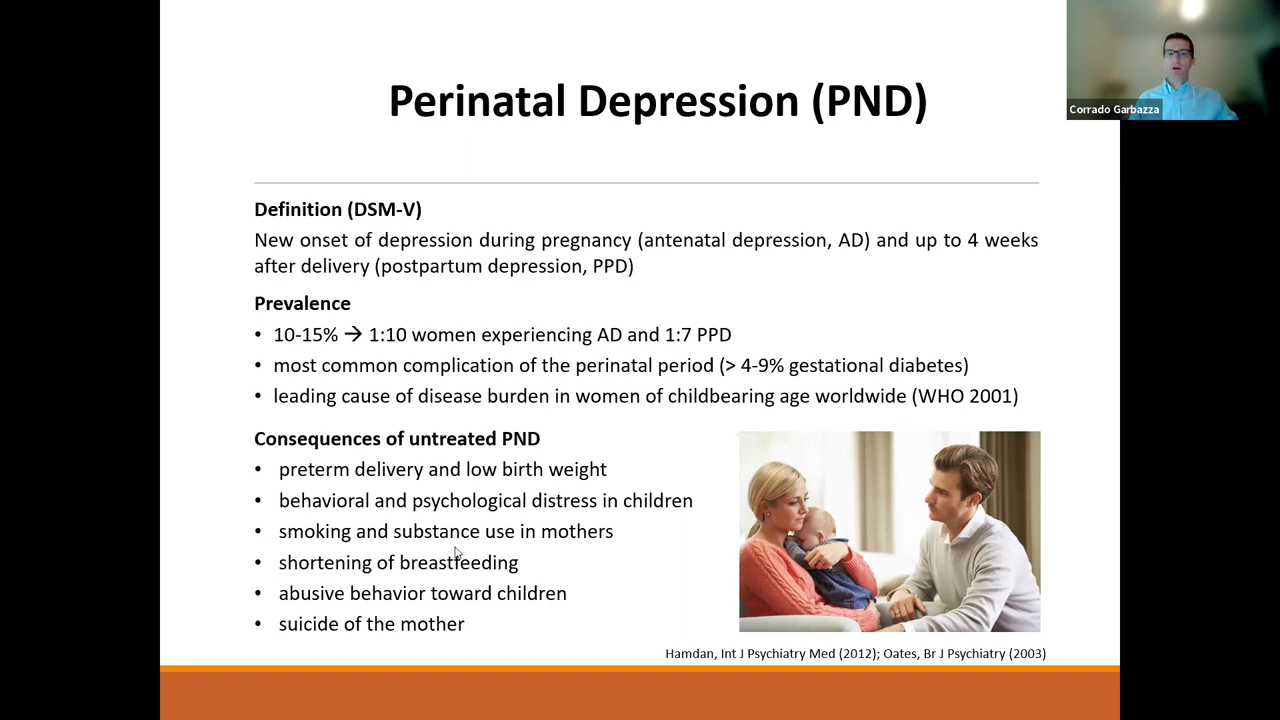 Perinatal Depression (PND)
Corrado Garbazza
Definition (DSM-V)
New onset of depression during pregnancy (antenatal depression, AD) and up to 4 weeks
after delivery (postpartum depression, PPD)
Prevalence
• 10-15% → 1:10 women experiencing AD and 1:7 PPD
• most common complication of the perinatal period (> 4-9% gestational diabetes)
• leading cause of disease burden in women of childbearing age worldwide (WHO 2001)
Consequences of untreated PND
• preterm delivery and low birth weight
• behavioral and psychological distress in children
• smoking and substance use in mothers
• shortening of breastfeeding
• abusive behavior toward children
• suicide of the mother
Hamdan, Int J Psychiatry Med (2012); Oates, Br J Psychiatry (2003)